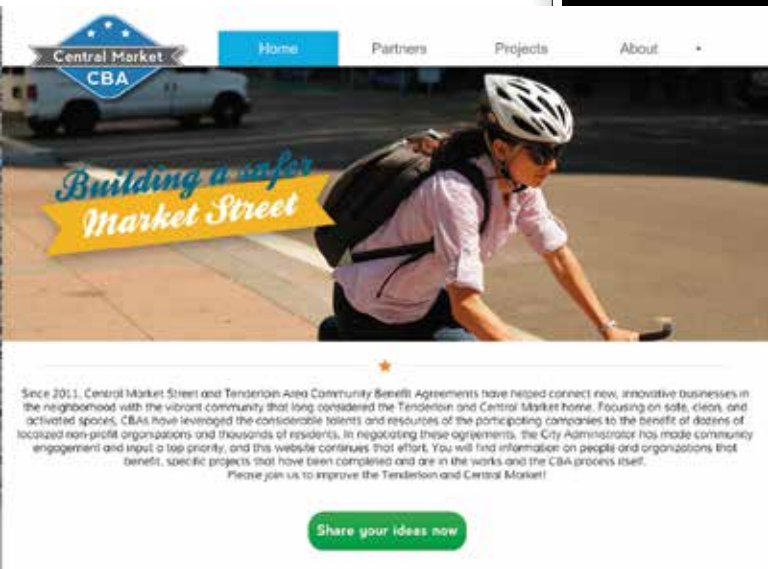 Central Market
CBA
Home
Partners
Projects
About
Building a safer
Market Street
Since 2011, Central Market Street and Tenderloin Area Community Benefit Agreements have helped connect new, innovative businesses in
the neighborhood with the vibrant community that long considered the Tenderloin and Central Market home. Focusing on safe, clean, and
activated spaces, CBAs have leveraged the considerable talents and resources of the participating companies to the benefit of dozens of
localized non-profit organizations and thousands of residents. In negotiating these agreements, the City Administrator has made community
engagement and input a top priority, and this website continues that effort. You will find information on people and organizations that
benefit, specific projects that have been completed and are in the works and the CBA process itself.
Please join us to improve the Tenderloin and Central Market!
Share your ideas now